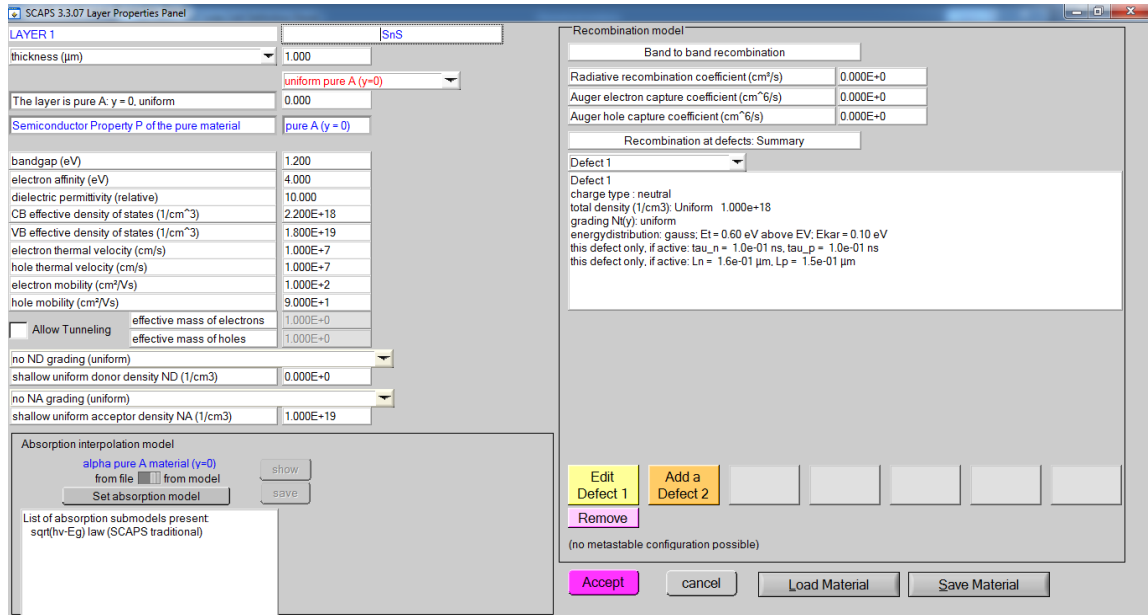 SCAPS 3.3.07 Layer Properties Panel
LAYER 1 SnS
thickness (µm) 1.000
uniform pure A (y=0)
The layer is pure A: y = 0, uniform 0.000
Semiconductor Property P of the pure material pure A (y = 0)
bandgap (eV) 1.200
electron affinity (eV) 4.000
dielectric permittivity (relative) 10.000
CB effective density of states (1/cm^3) 2.200E+18
VB effective density of states (1/cm^3) 1.800E+19
electron thermal velocity (cm/s) 1.000E+7
hole thermal velocity (cm/s) 1.000E+7
electron mobility (cm²/Vs) 1.000E+2
hole mobility (cm²/Vs) 9.000E+1
Allow Tunneling
effective mass of electrons 1.000E+0
effective mass of holes 1.000E+0
no ND grading (uniform)
shallow uniform donor density ND (1/cm3) 0.000E+0
no NA grading (uniform)
shallow uniform acceptor density NA (1/cm3) 1.000E+19
Absorption interpolation model
alpha pure A material (y=0)
from file from model
show
Set absorption model
save
List of absorption submodels present:
sqrt(hv-Eg) law (SCAPS traditional)
Recombination model
Band to band recombination
Radiative recombination coefficient (cm³/s) 0.000E+0
Auger electron capture coefficient (cm^6/s) 0.000E+0
Auger hole capture coefficient (cm^6/s) 0.000E+0
Recombination at defects: Summary
Defect 1
Defect 1
charge type : neutral
total density (1/cm3): Uniform 1.000e+18
grading Nt(y): uniform
energydistribution: gauss; Et = 0.60 eV above EV; Ekar = 0.10 eV
this defect only, if active: tau_n = 1.0e-01 ns, tau_p = 1.0e-01 ns
this defect only, if active: Ln = 1.6e-01 µm, Lp = 1.5e-01 µm
Edit
Defect 1
Add a
Defect 2
Remove
(no metastable configuration possible)
Accept
cancel
Load Material
Save Material